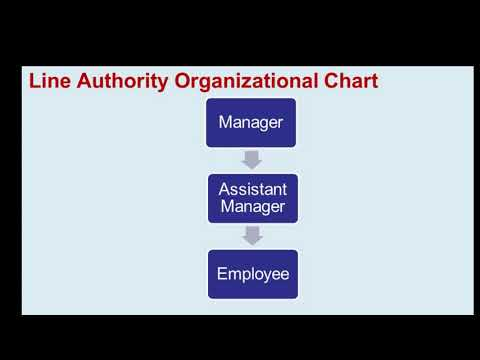 Line Authority Organizational Chart
Manager
Assistant
Manager
Employee